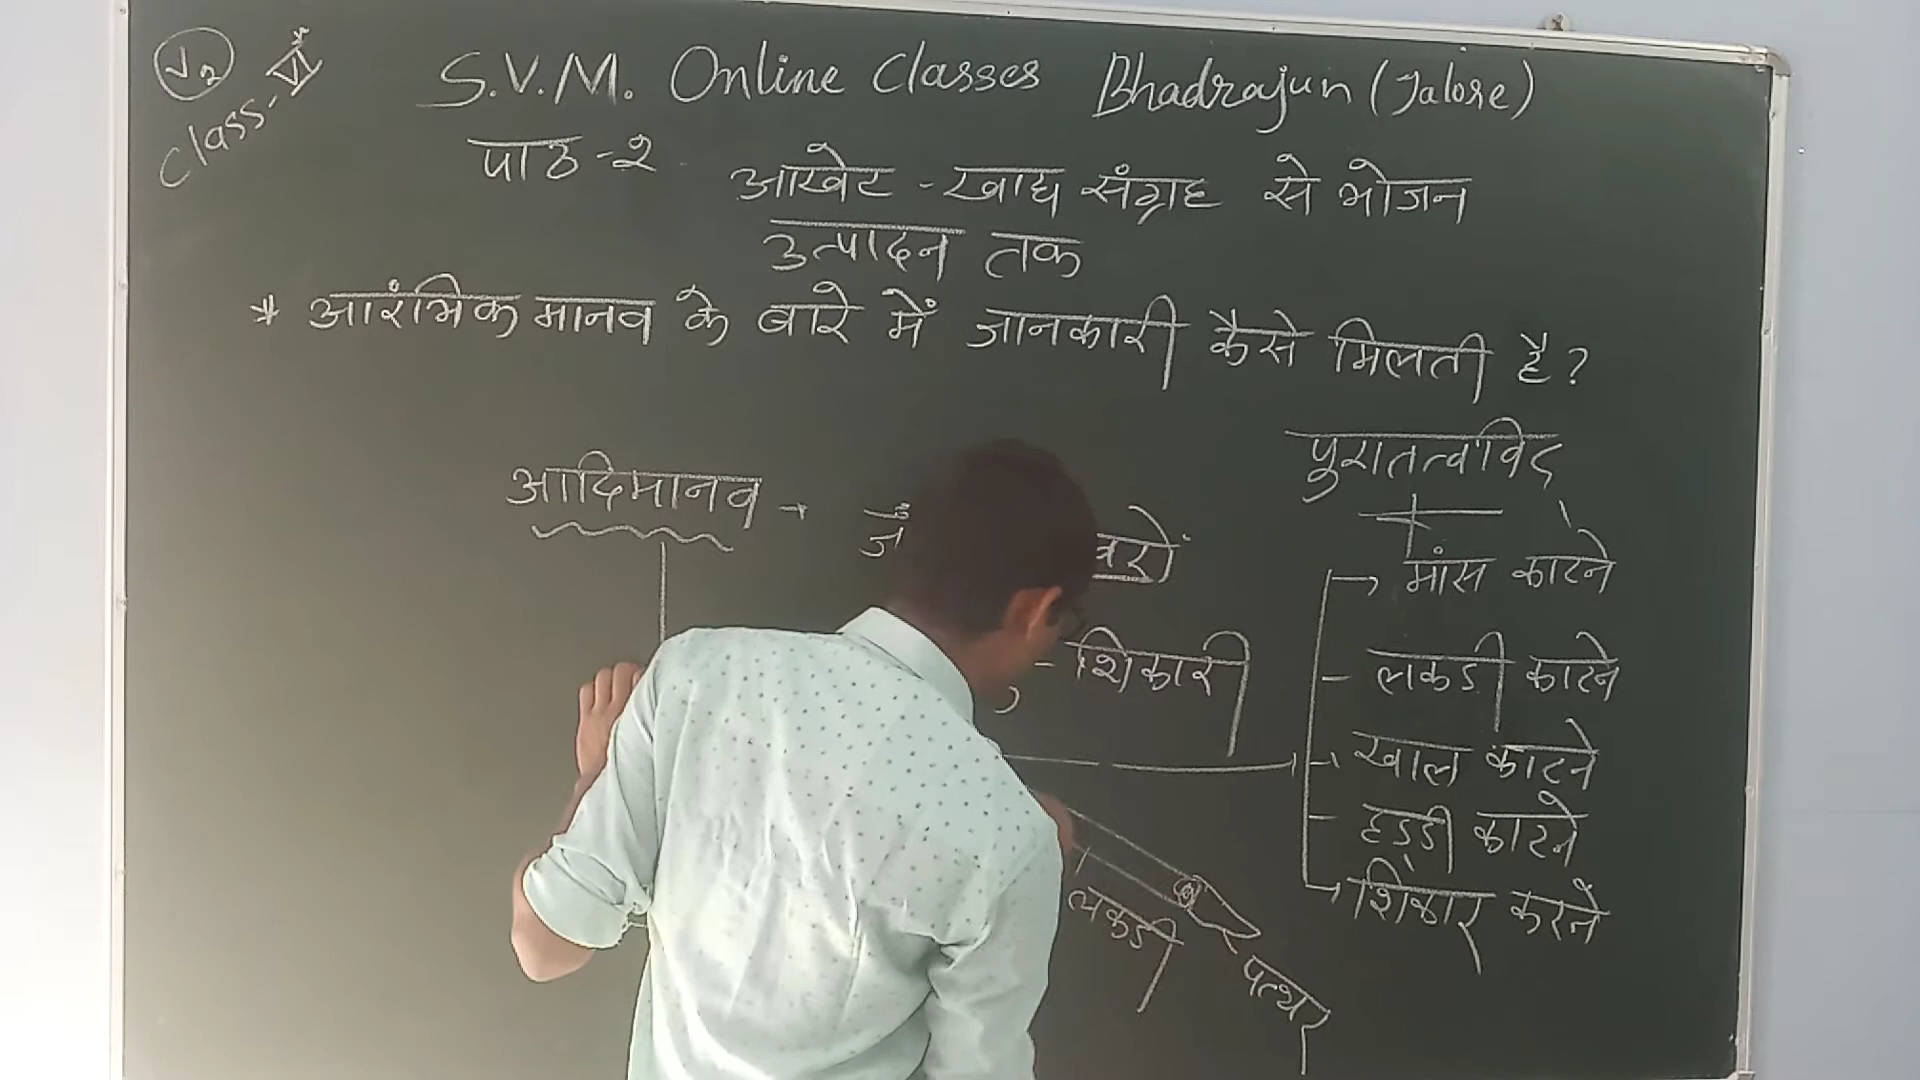 J2
Class-VI
S.V.M. Online Classes Bhadrajun (Jalore)
पाठ-2 आखेट-खाद्य संग्रह से भोजन
उत्पादन तक
* आरंभिक मानव के बारे में जानकारी कैसे मिलती है?
पुरातत्वविद
आदिमानव →
मांस काटने
- शिकारी
लकडी काटने
खाल काटने
हड्डी काटने
शिकार करने
लकडी
पत्थर